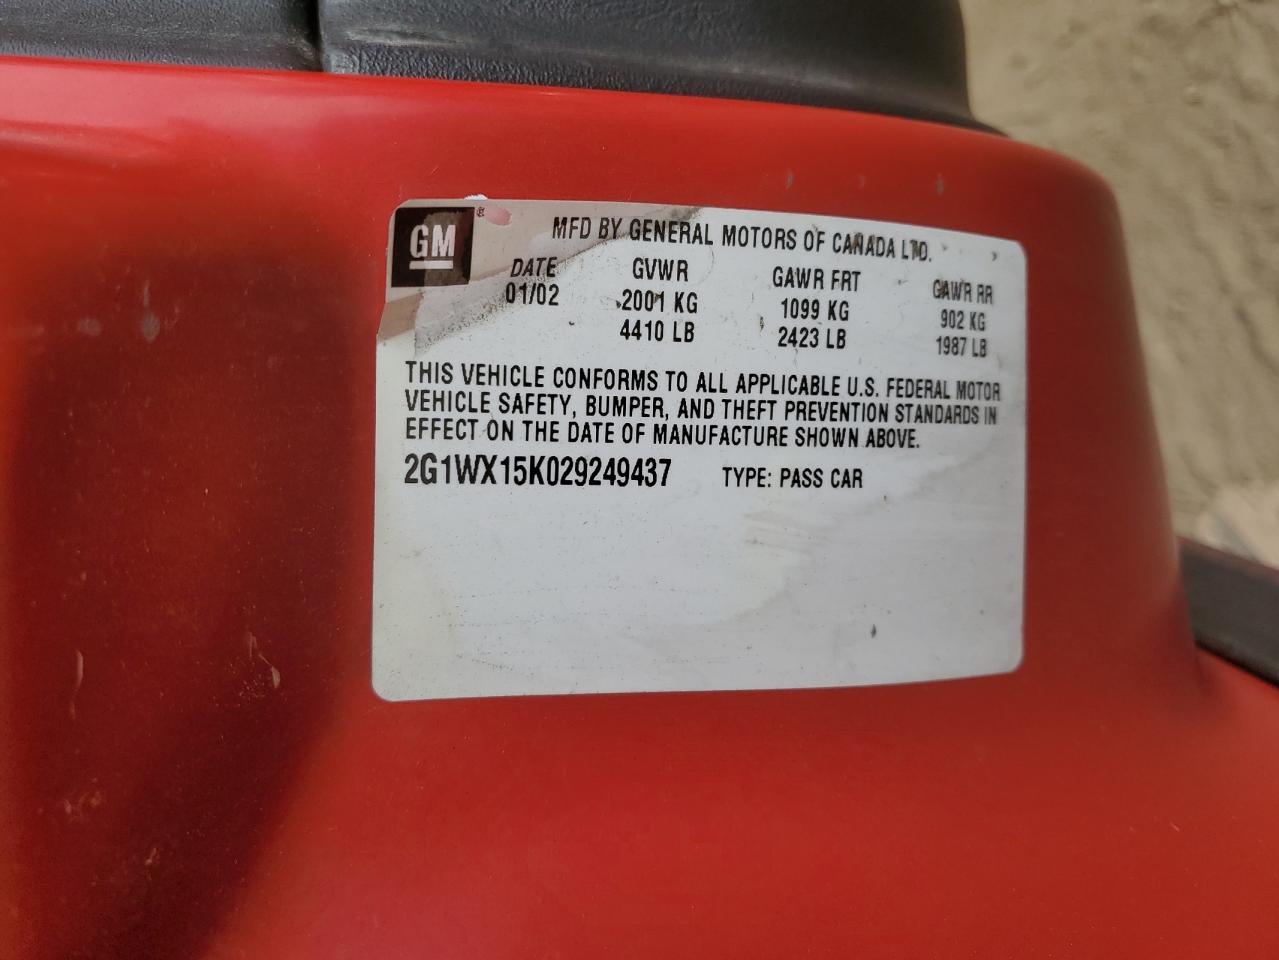 GM
MFD BY GENERAL MOTORS OF CANADA LTD.
DATE GVWR GAWR FRT GAWR RR
01/02 2001 KG 1099 KG 902 KG
4410 LB 2423 LB 1987 LB
THIS VEHICLE CONFORMS TO ALL APPLICABLE U.S. FEDERAL MOTOR
VEHICLE SAFETY, BUMPER, AND THEFT PREVENTION STANDARDS IN
EFFECT ON THE DATE OF MANUFACTURE SHOWN ABOVE.
2G1WX15K029249437 TYPE: PASS CAR